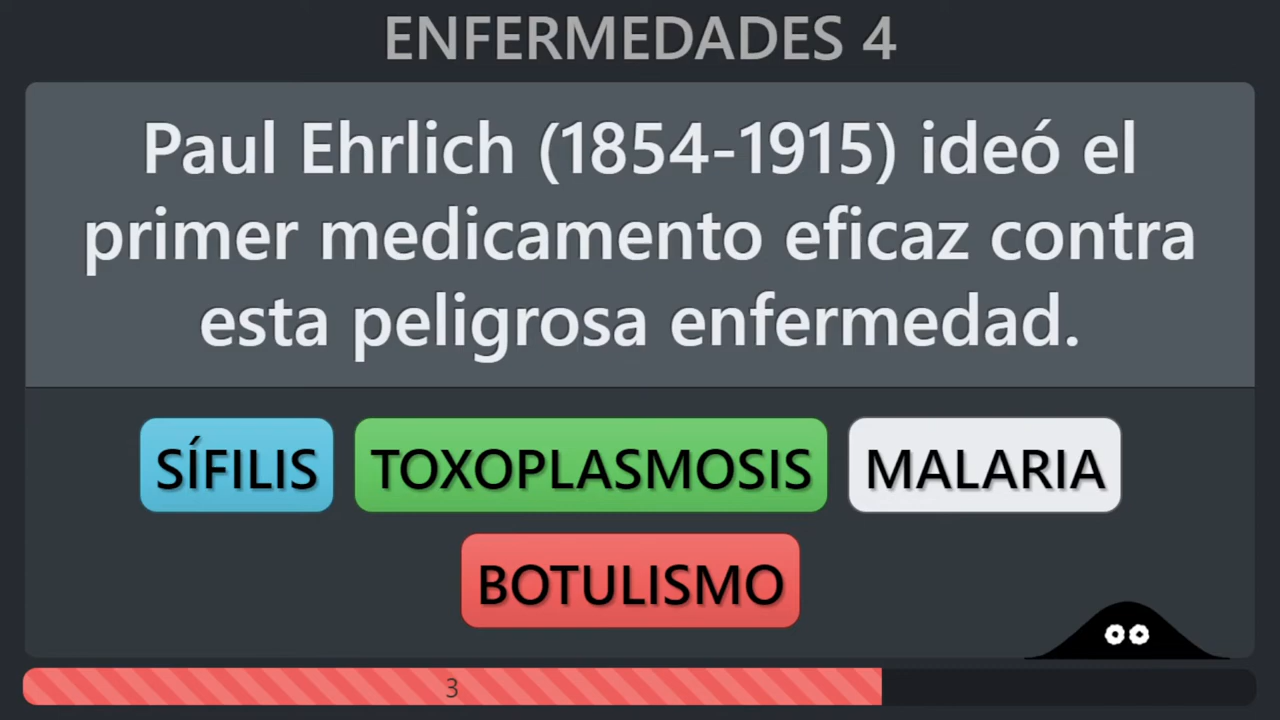 ENFERMEDADES 4
Paul Ehrlich (1854-1915) ideó el
primer medicamento eficaz contra
esta peligrosa enfermedad.
SÍFILIS TOXOPLASMOSIS MALARIA
BOTULISMO
3